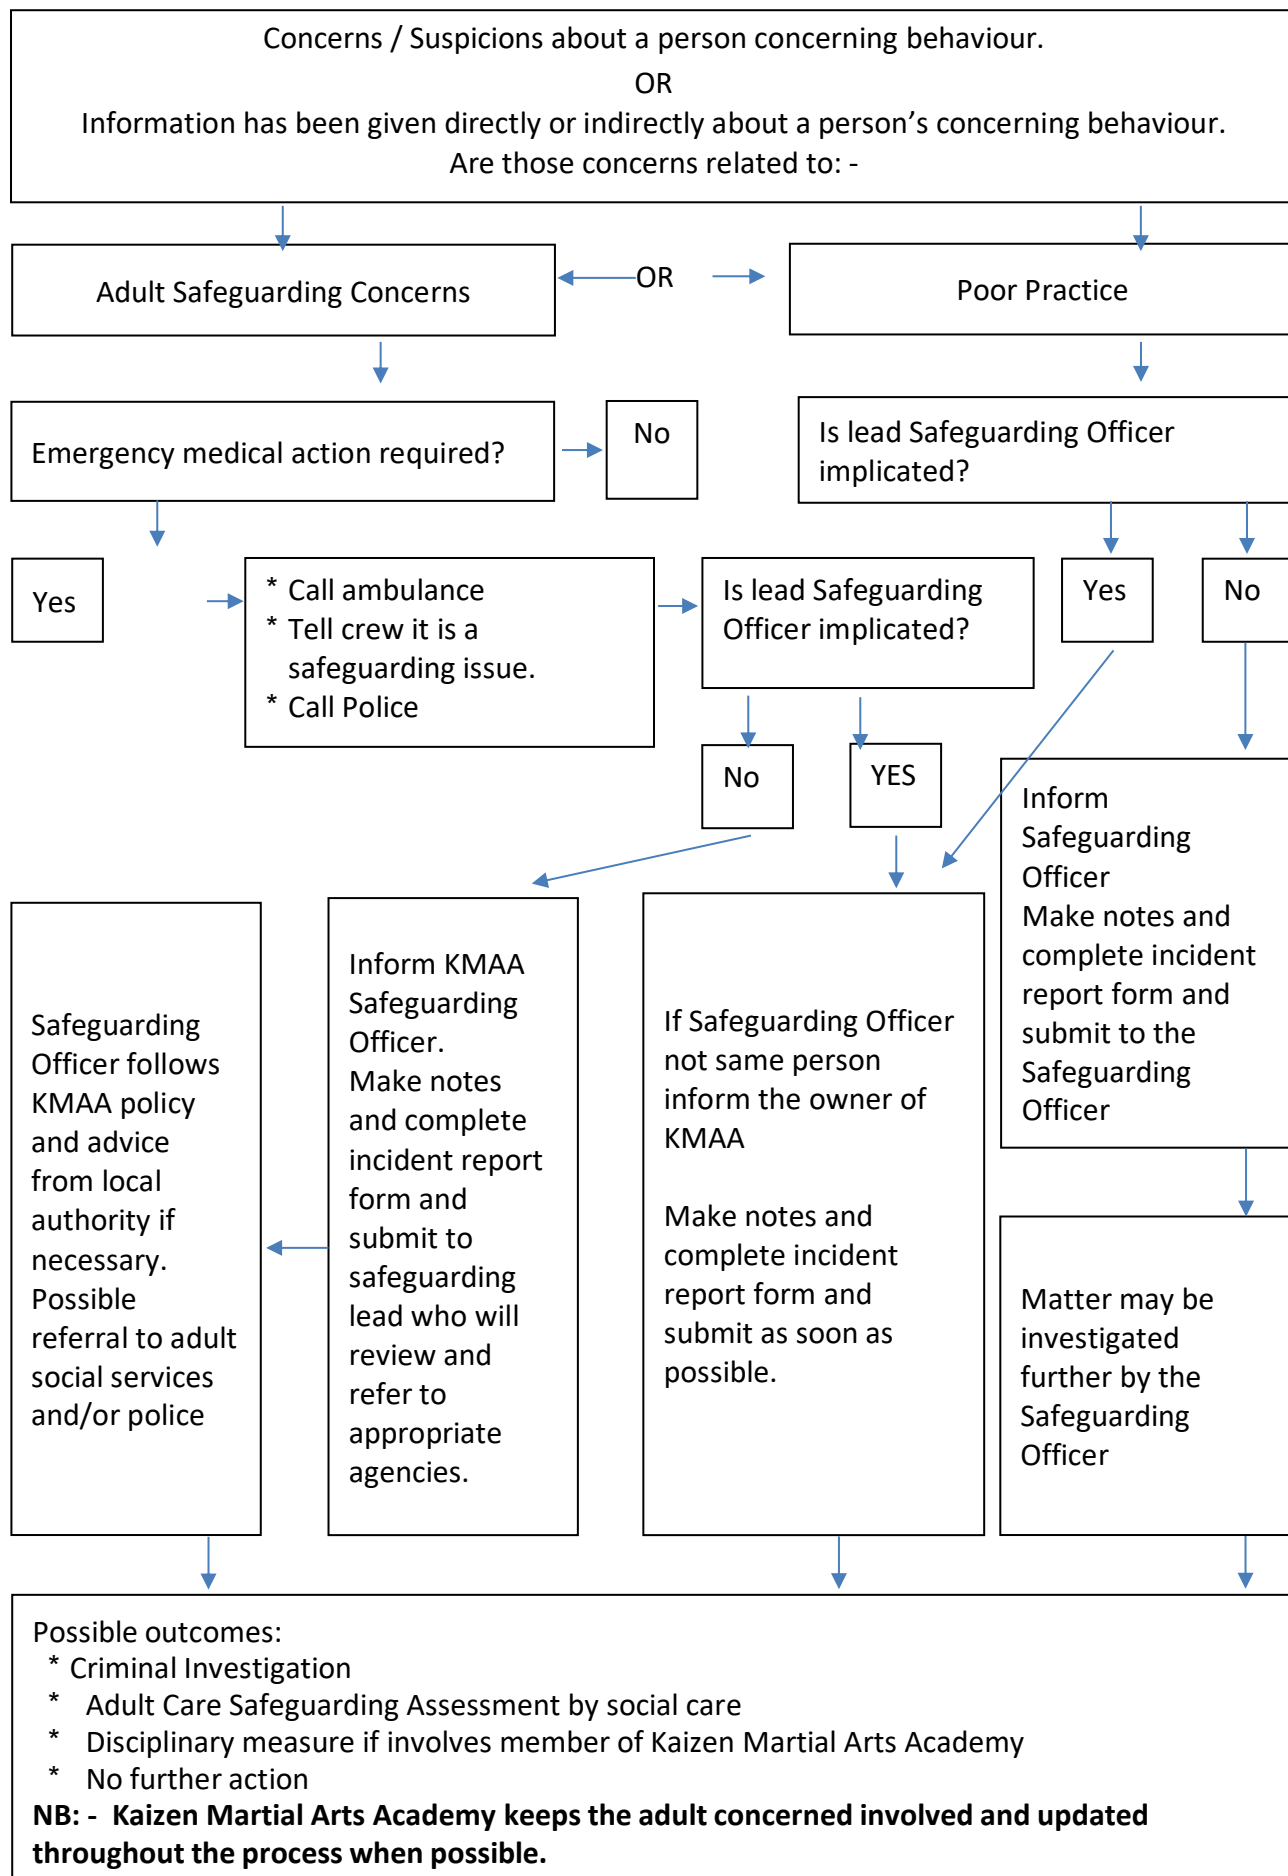 Concerns / Suspicions about a person concerning behaviour.
OR
Information has been given directly or indirectly about a person’s concerning behaviour.
Are those concerns related to: -
Adult Safeguarding Concerns
OR
Poor Practice
Emergency medical action required?
No
Is lead Safeguarding Officer
implicated?
Yes
* Call ambulance
* Tell crew it is a
safeguarding issue.
* Call Police
Is lead Safeguarding
Officer implicated?
Yes
No
No
YES
Safeguarding
Officer follows
KMAA policy
and advice
from local
authority if
necessary.
Possible
referral to adult
social services
and/or police
Inform KMAA
Safeguarding
Officer.
Make notes
and complete
incident report
form and
submit to
safeguarding
lead who will
review and
refer to
appropriate
agencies.
If Safeguarding Officer
not same person
inform the owner of
KMAA
Make notes and
complete incident
report form and
submit as soon as
possible.
Inform
Safeguarding
Officer
Make notes and
complete incident
report form and
submit to the
Safeguarding
Officer
Matter may be
investigated
further by the
Safeguarding
Officer
Possible outcomes:
* Criminal Investigation
* Adult Care Safeguarding Assessment by social care
* Disciplinary measure if involves member of Kaizen Martial Arts Academy
* No further action
NB: - Kaizen Martial Arts Academy keeps the adult concerned involved and updated
throughout the process when possible.